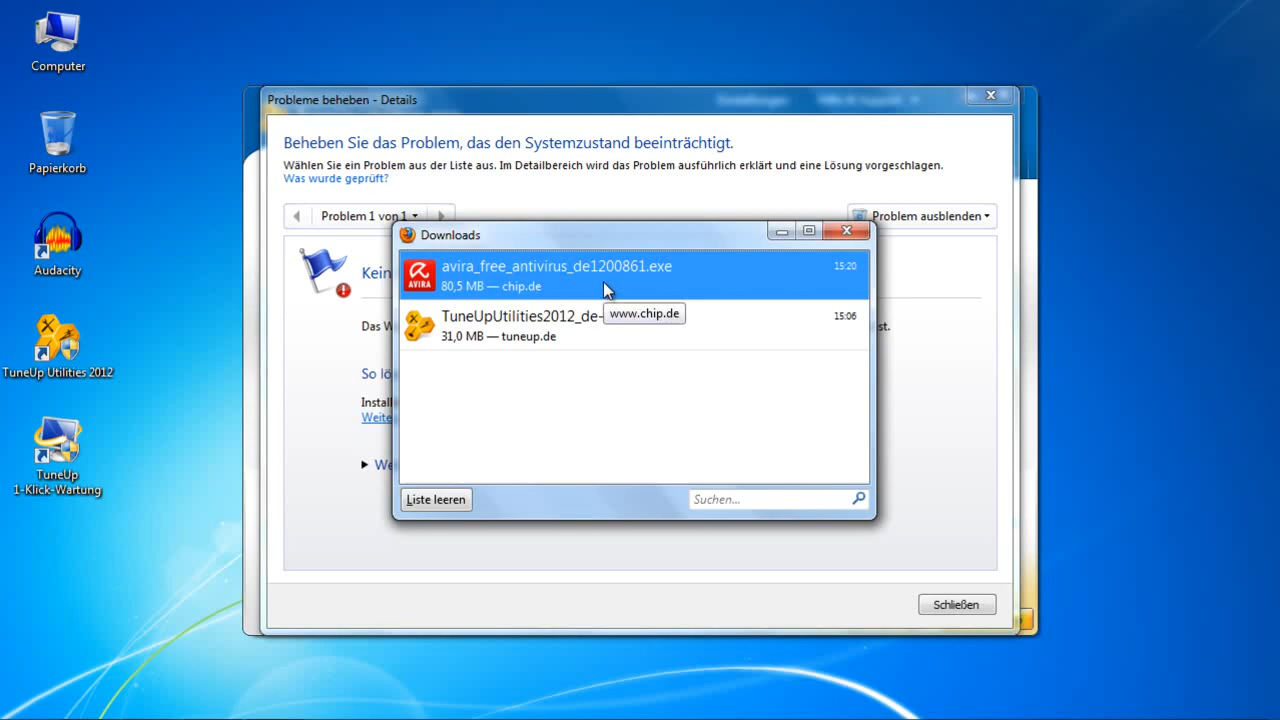 Computer
Papierkorb
Audacity
TuneUp Utilities 2012
TuneUp
1-Klick-Wartung
Probleme beheben - Details
Beheben Sie das Problem, das den Systemzustand beeinträchtigt.
Wählen Sie ein Problem aus der Liste aus. Im Detailbereich wird das Problem ausführlich erklärt und eine Lösung vorgeschlagen.
Was wurde geprüft?
Problem 1 von 1
Problem ausblenden
Kein
Das W
st.
So lö
Install
Weite
We
Downloads
AVIRA
avira_free_antivirus_de1200861.exe
15:20
80,5 MB — chip.de
www.chip.de
TuneUpUtilities2012_de-
15:06
31,0 MB — tuneup.de
Liste leeren
Suchen...
Schließen